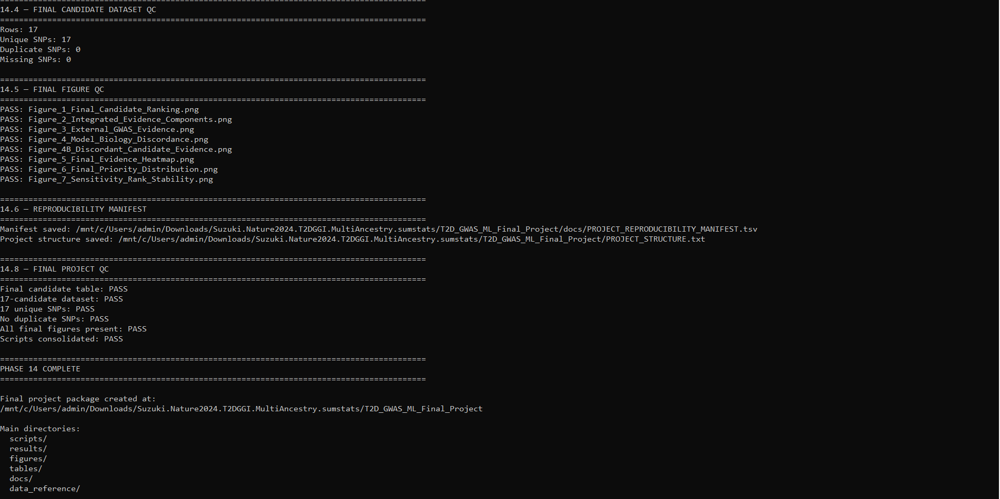 ==========================================================================================
14.4 — FINAL CANDIDATE DATASET QC
==========================================================================================
Rows: 17
Unique SNPs: 17
Duplicate SNPs: 0
Missing SNPs: 0
==========================================================================================
14.5 — FINAL FIGURE QC
==========================================================================================
PASS: Figure_1_Final_Candidate_Ranking.png
PASS: Figure_2_Integrated_Evidence_Components.png
PASS: Figure_3_External_GWAS_Evidence.png
PASS: Figure_4_Model_Biology_Discordance.png
PASS: Figure_4B_Discordant_Candidate_Evidence.png
PASS: Figure_5_Final_Evidence_Heatmap.png
PASS: Figure_6_Final_Priority_Distribution.png
PASS: Figure_7_Sensitivity_Rank_Stability.png
==========================================================================================
14.6 — REPRODUCIBILITY MANIFEST
==========================================================================================
Manifest saved: /mnt/c/Users/admin/Downloads/Suzuki.Nature2024.T2DGGI.MultiAncestry.sumstats/T2D_GWAS_ML_Final_Project/docs/PROJECT_REPRODUCIBILITY_MANIFEST.tsv
Project structure saved: /mnt/c/Users/admin/Downloads/Suzuki.Nature2024.T2DGGI.MultiAncestry.sumstats/T2D_GWAS_ML_Final_Project/PROJECT_STRUCTURE.txt
==========================================================================================
14.8 — FINAL PROJECT QC
==========================================================================================
Final candidate table: PASS
17-candidate dataset: PASS
17 unique SNPs: PASS
No duplicate SNPs: PASS
All final figures present: PASS
Scripts consolidated: PASS
==========================================================================================
PHASE 14 COMPLETE
==========================================================================================
Final project package created at:
/mnt/c/Users/admin/Downloads/Suzuki.Nature2024.T2DGGI.MultiAncestry.sumstats/T2D_GWAS_ML_Final_Project
Main directories:
scripts/
results/
figures/
tables/
docs/
data_reference/